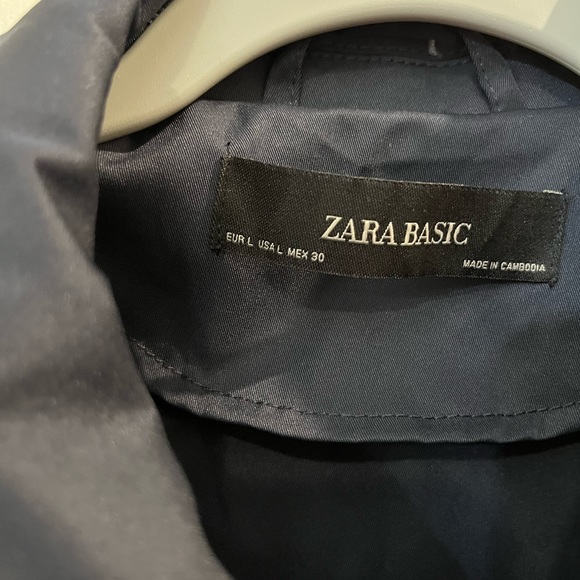 ZARA BASIC
EUR L USA L MEX 30
MADE IN CAMBODIA